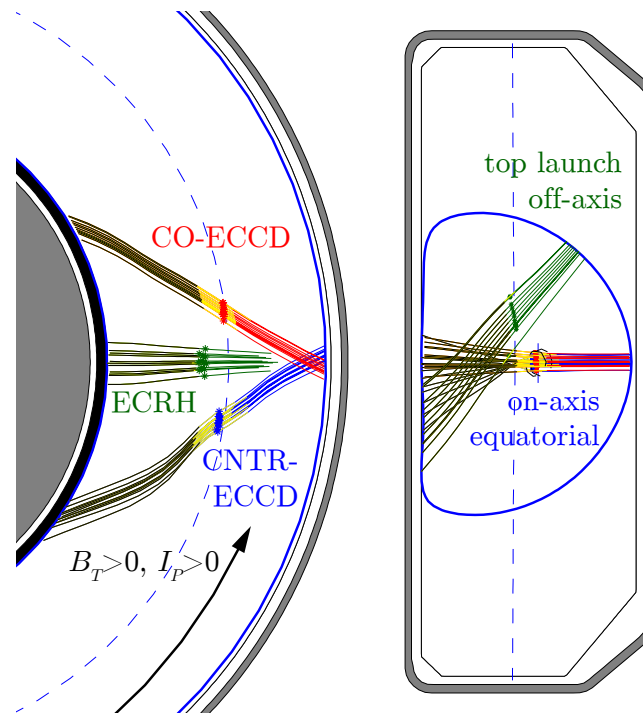 CO-ECCD
ECRH
CNTR-
ECCD
B_T>0, I_P>0
top launch
off-axis
on-axis
equatorial